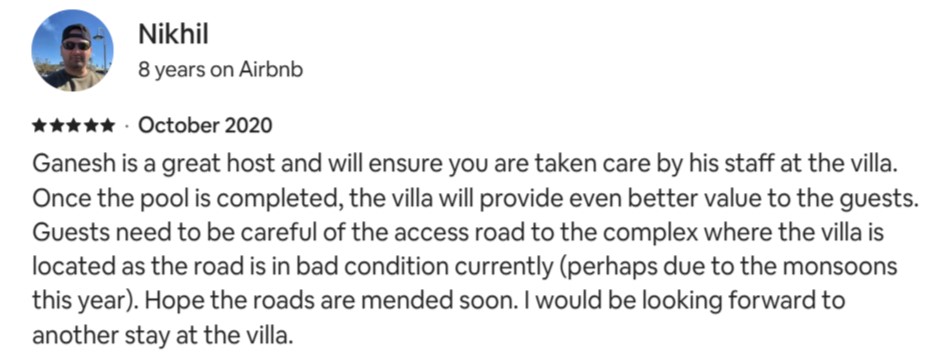 Nikhil
8 years on Airbnb
★★★★★ · October 2020
Ganesh is a great host and will ensure you are taken care by his staff at the villa.
Once the pool is completed, the villa will provide even better value to the guests.
Guests need to be careful of the access road to the complex where the villa is
located as the road is in bad condition currently (perhaps due to the monsoons
this year). Hope the roads are mended soon. I would be looking forward to
another stay at the villa.